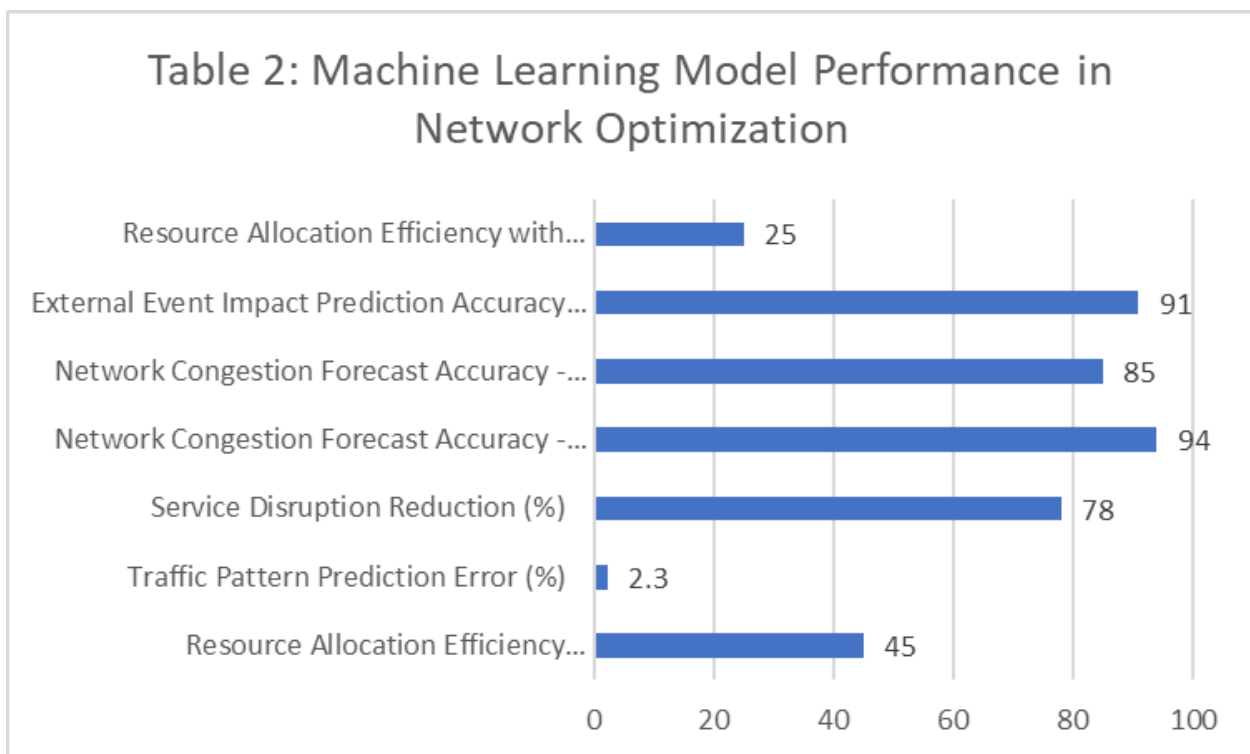 Table 2: Machine Learning Model Performance in
Network Optimization
Resource Allocation Efficiency with...
25
External Event Impact Prediction Accuracy...
91
Network Congestion Forecast Accuracy -...
85
Network Congestion Forecast Accuracy -...
94
Service Disruption Reduction (%)
78
Traffic Pattern Prediction Error (%)
2.3
Resource Allocation Efficiency...
45
0 20 40 60 80 100